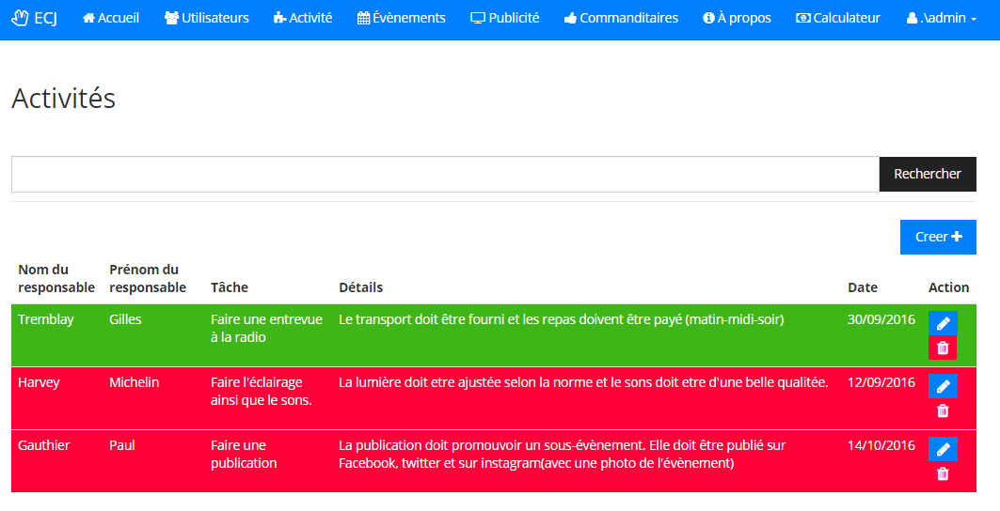 ECJ Accueil Utilisateurs Activité Évènements Publicité Commanditaires À propos Calculateur .\admin
Activités
Rechercher
Creer
Nom du responsable Prénom du responsable Tâche Détails Date Action
Tremblay Gilles Faire une entrevue à la radio Le transport doit être fourni et les repas doivent être payé (matin-midi-soir) 30/09/2016
Harvey Michelin Faire l'éclairage ainsi que le sons. La lumière doit etre ajustée selon la norme et le sons doit etre d'une belle qualitée. 12/09/2016
Gauthier Paul Faire une publication La publication doit promouvoir un sous-évènement. Elle doit être publié sur Facebook, twitter et sur instagram(avec une photo de l'évènement) 14/10/2016